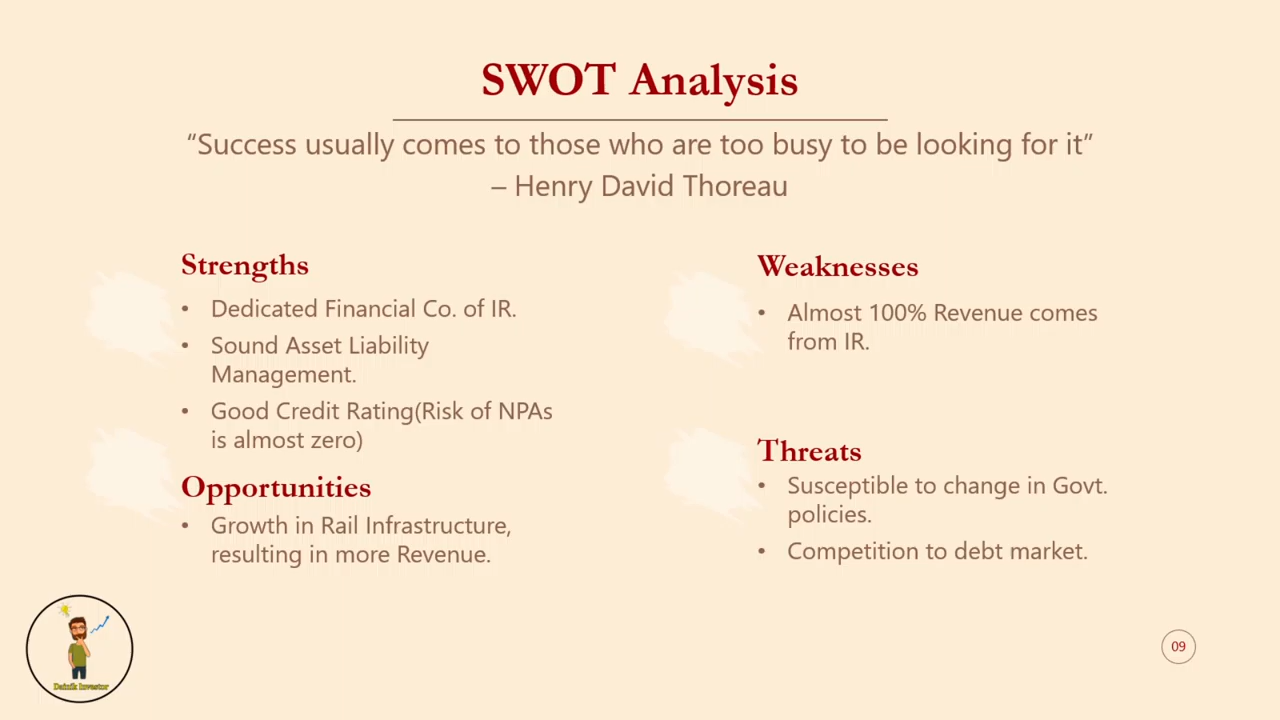 SWOT Analysis
“Success usually comes to those who are too busy to be looking for it”
– Henry David Thoreau
Strengths
• Dedicated Financial Co. of IR.
• Sound Asset Liability
Management.
• Good Credit Rating(Risk of NPAs
is almost zero)
Opportunities
• Growth in Rail Infrastructure,
resulting in more Revenue.
Weaknesses
• Almost 100% Revenue comes
from IR.
Threats
• Susceptible to change in Govt.
policies.
• Competition to debt market.
Dainik Investor
09